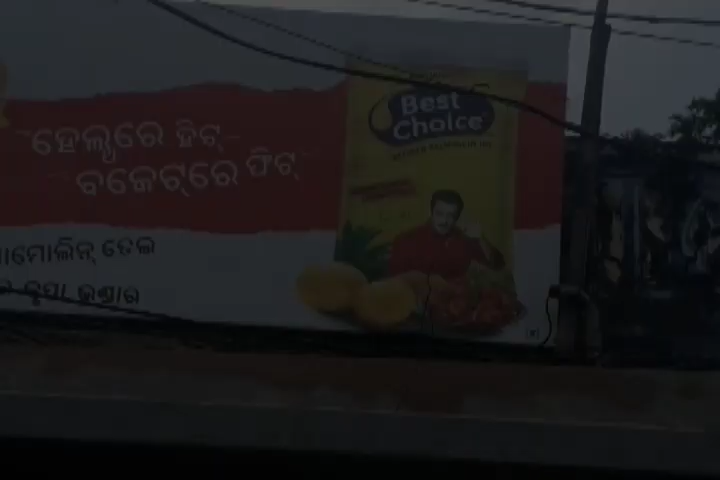 ହେଲ୍ଥରେ ହିଟ୍
ବଜେଟ୍‌ରେ ଫିଟ୍
ପାମୋଲିନ୍ ତେଲ
କୃପା ଭଣ୍ଡାର
Best
Choice